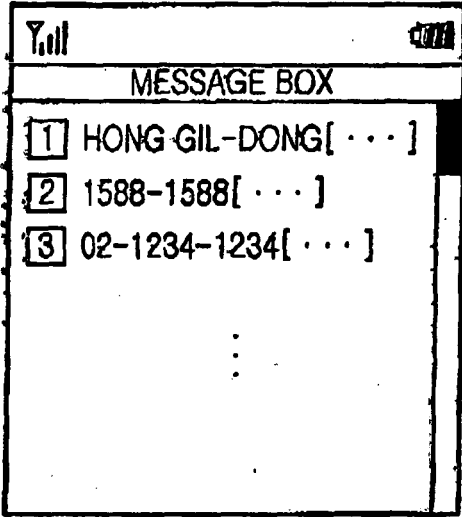 MESSAGE BOX
1 HONG GIL-DONG[ · · · ]
2 1588-1588[ · · · ]
3 02-1234-1234[ · · · ]